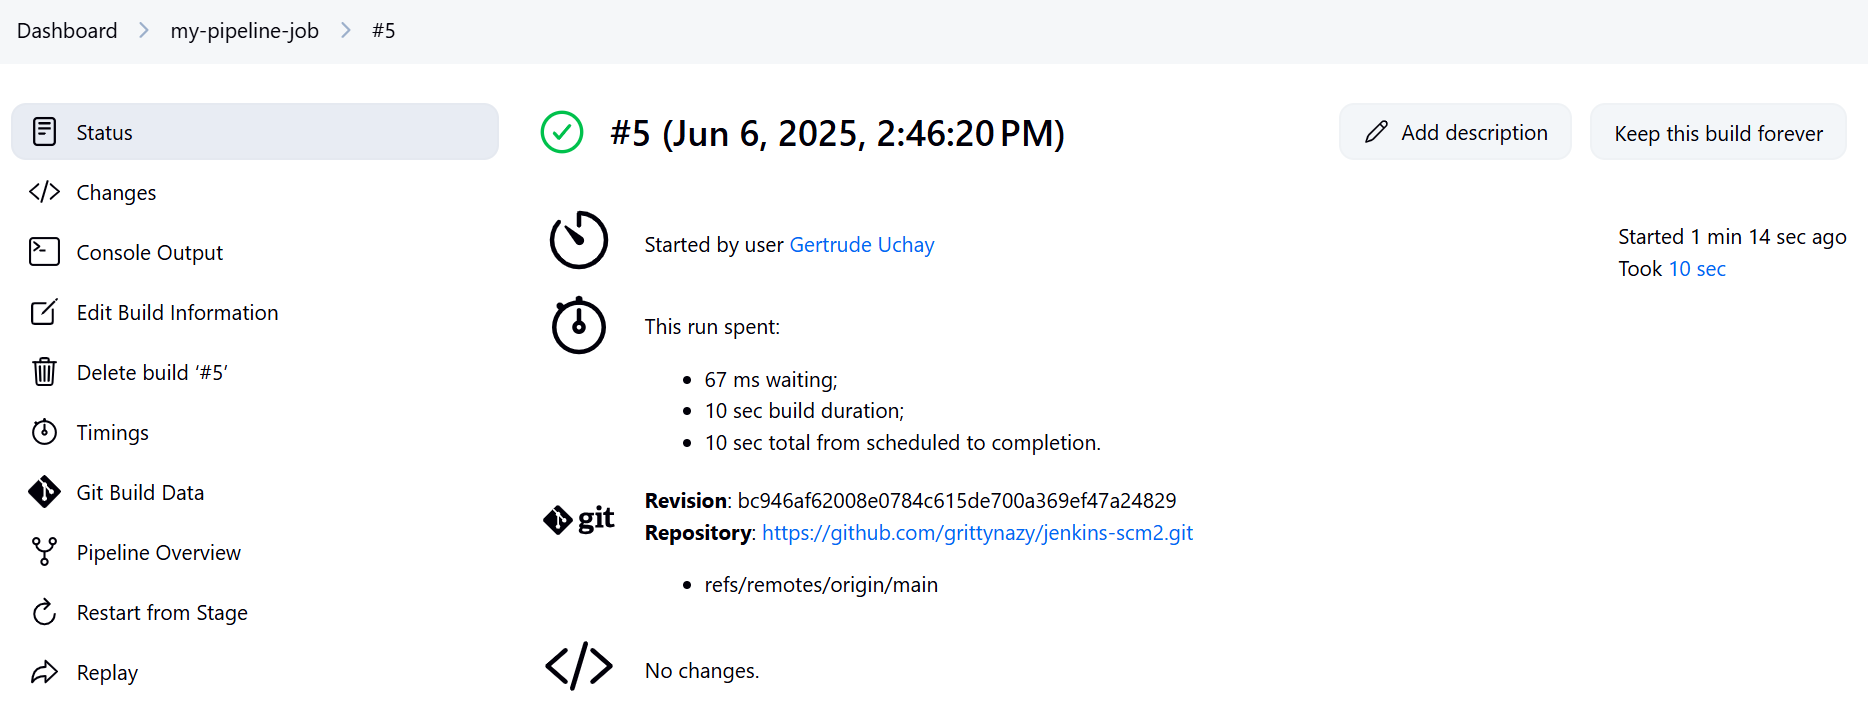 Dashboard > my-pipeline-job > #5
Status
Changes
Console Output
Edit Build Information
Delete build ‘#5’
Timings
Git Build Data
Pipeline Overview
Restart from Stage
Replay
#5 (Jun 6, 2025, 2:46:20 PM)
Add description
Keep this build forever
Started by user Gertrude Uchay
Started 1 min 14 sec ago
Took 10 sec
This run spent:
• 67 ms waiting;
• 10 sec build duration;
• 10 sec total from scheduled to completion.
git
Revision: bc946af62008e0784c615de700a369ef47a24829
Repository: https://github.com/grittynazy/jenkins-scm2.git
• refs/remotes/origin/main
No changes.